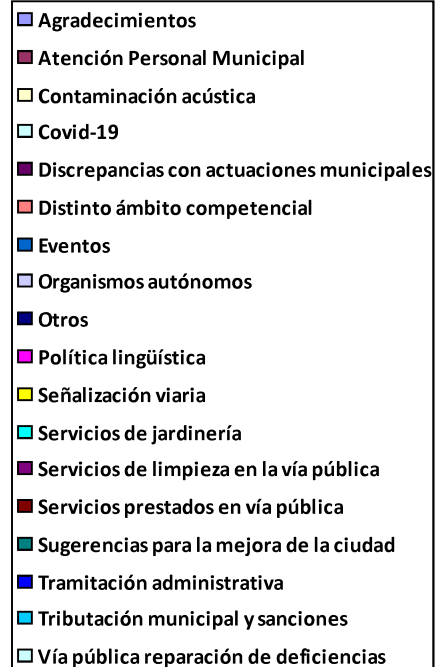 Agradecimientos
Atención Personal Municipal
Contaminación acústica
Covid-19
Discrepancias con actuaciones municipales
Distinto ámbito competencial
Eventos
Organismos autónomos
Otros
Política lingüística
Señalización viaria
Servicios de jardinería
Servicios de limpieza en la vía pública
Servicios prestados en vía pública
Sugerencias para la mejora de la ciudad
Tramitación administrativa
Tributación municipal y sanciones
Vía pública reparación de deficiencias